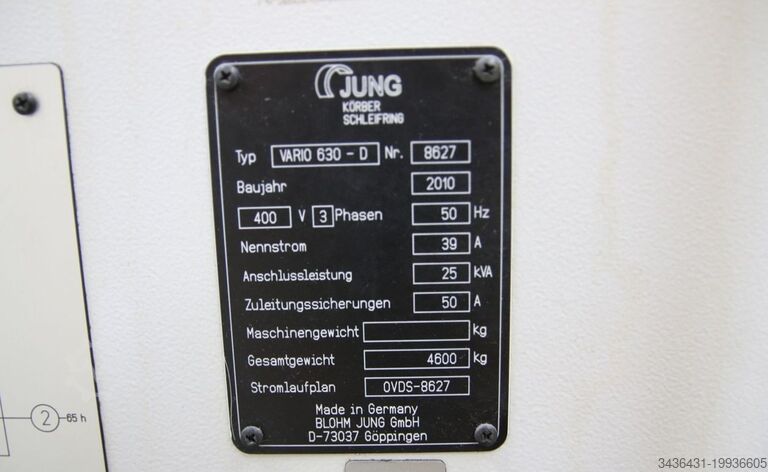 JUNG
KÖRBER
SCHLEIFRING
Typ VARIO 630 - D Nr. 8627
Baujahr 2010
400 V 3 Phasen 50 Hz
Nennstrom 39 A
Anschlussleistung 25 kVA
Zuleitungssicherungen 50 A
Maschinengewicht kg
Gesamtgewicht 4600 kg
Stromlaufplan 0VDS-8627
Made in Germany
BLOHM JUNG GmbH
D-73037 Göppingen
2 65 h
3436431-19936605